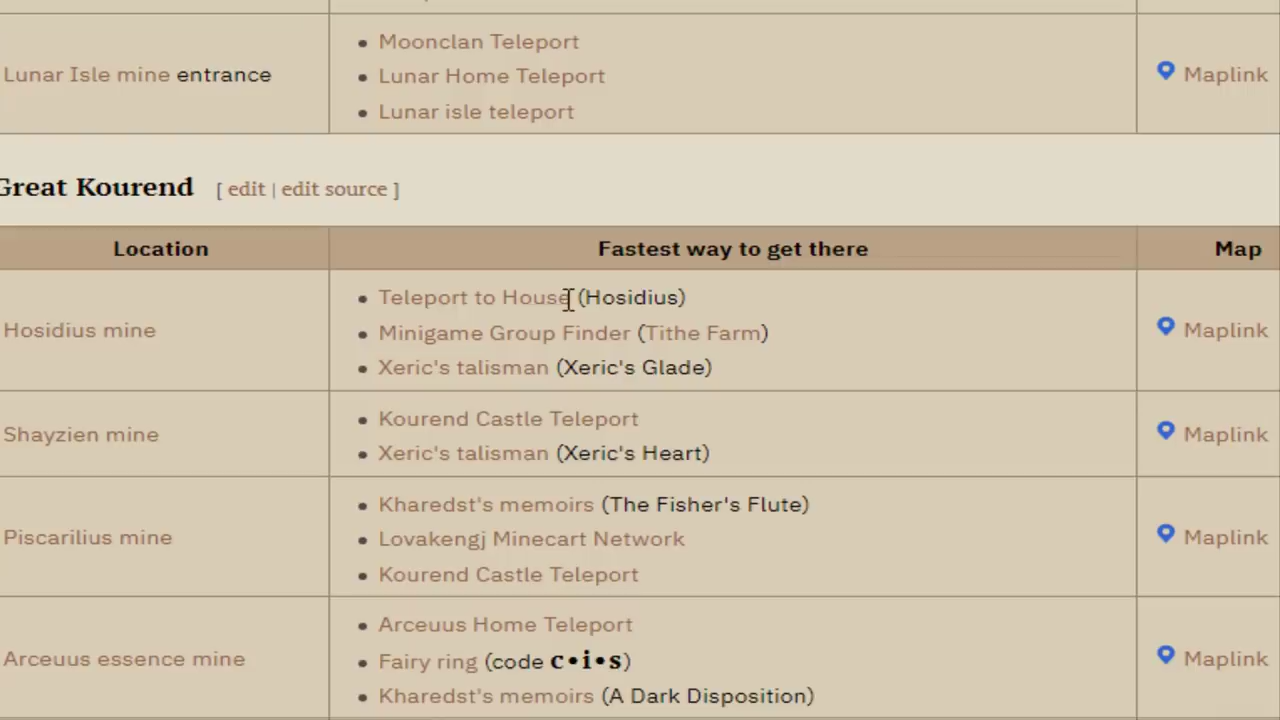 Moonclan Teleport
Lunar Isle mine entrance
Lunar Home Teleport
Maplink
Lunar isle teleport
Great Kourend [ edit | edit source ]
Location Fastest way to get there Map
Teleport to House (Hosidius)
Hosidius mine
Minigame Group Finder (Tithe Farm)
Maplink
Xeric's talisman (Xeric's Glade)
Kourend Castle Teleport
Shayzien mine
Maplink
Xeric's talisman (Xeric's Heart)
Kharedst's memoirs (The Fisher's Flute)
Piscarilius mine
Lovakengj Minecart Network
Maplink
Kourend Castle Teleport
Arceuus Home Teleport
Arceuus essence mine
Fairy ring (code c•i•s)
Maplink
Kharedst's memoirs (A Dark Disposition)